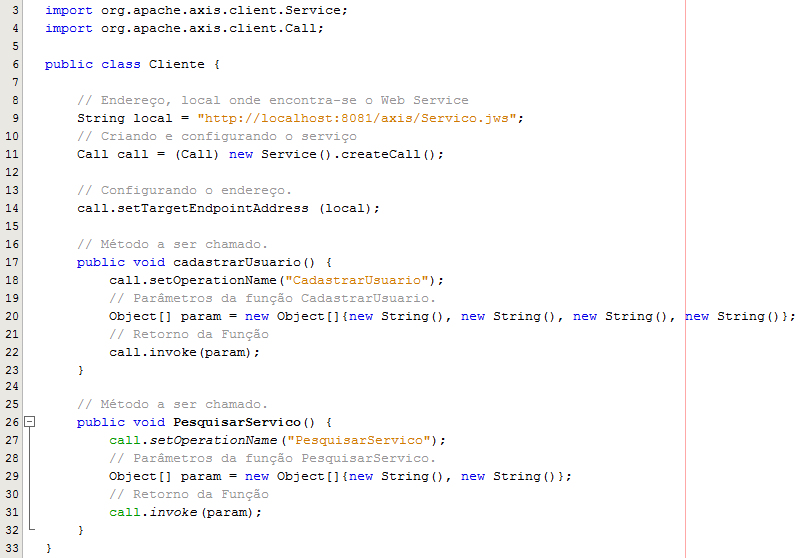 3 import org.apache.axis.client.Service;
4 import org.apache.axis.client.Call;
5
6 public class Cliente {
7
8 // Endereço, local onde encontra-se o Web Service
9 String local = "http://localhost:8081/axis/Servico.jws";
10 // Criando e configurando o serviço
11 Call call = (Call) new Service().createCall();
12
13 // Configurando o endereço.
14 call.setTargetEndpointAddress (local);
15
16 // Método a ser chamado.
17 public void cadastrarUsuario() {
18 call.setOperationName("CadastrarUsuario");
19 // Parâmetros da função CadastrarUsuario.
20 Object[] param = new Object[]{new String(), new String(), new String(), new String()};
21 // Retorno da Função
22 call.invoke(param);
23 }
24
25 // Método a ser chamado.
26 public void PesquisarServico() {
27 call.setOperationName("PesquisarServico");
28 // Parâmetros da função PesquisarServico.
29 Object[] param = new Object[]{new String(), new String()};
30 // Retorno da Função
31 call.invoke(param);
32 }
33 }